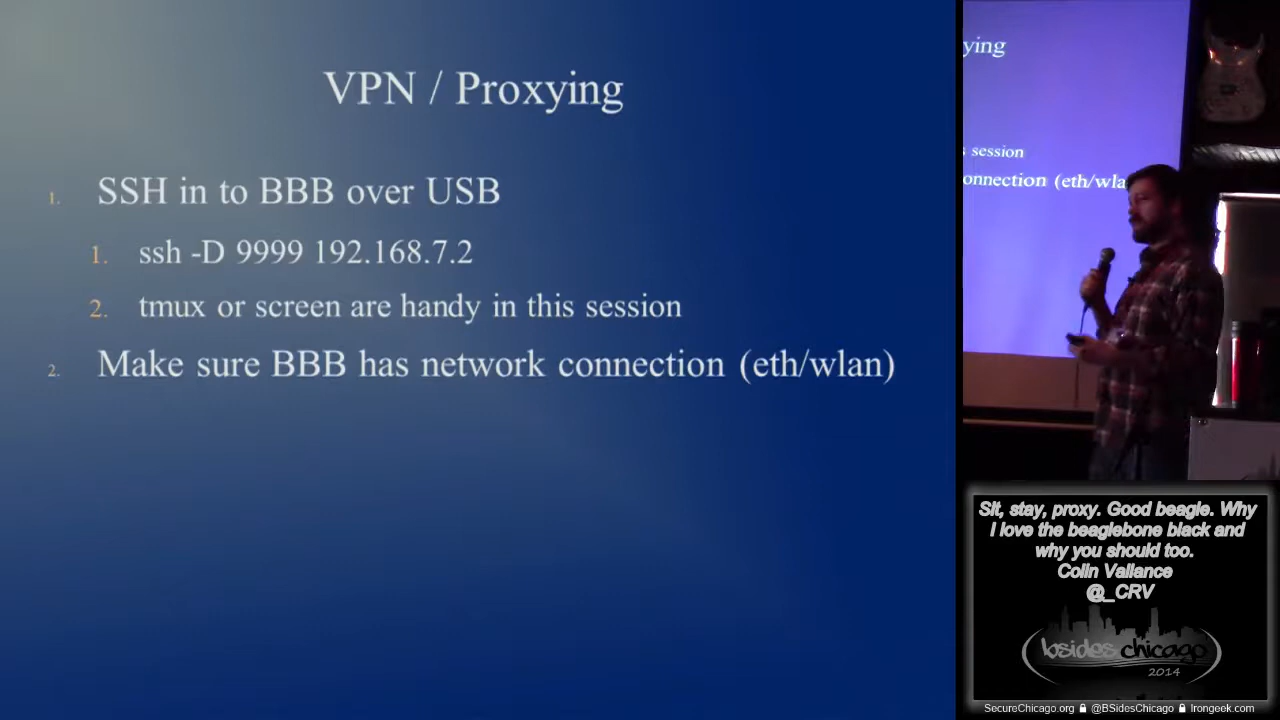 VPN / Proxying
1. SSH in to BBB over USB
1. ssh -D 9999 192.168.7.2
2. tmux or screen are handy in this session
2. Make sure BBB has network connection (eth/wlan)
ying
session
onnection (eth/wla
Sit, stay, proxy. Good beagle. Why
I love the beaglebone black and
why you should too.
Colin Vallance
@_CRV
bsides chicago
2014
SecureChicago.org @BSidesChicago Irongeek.com